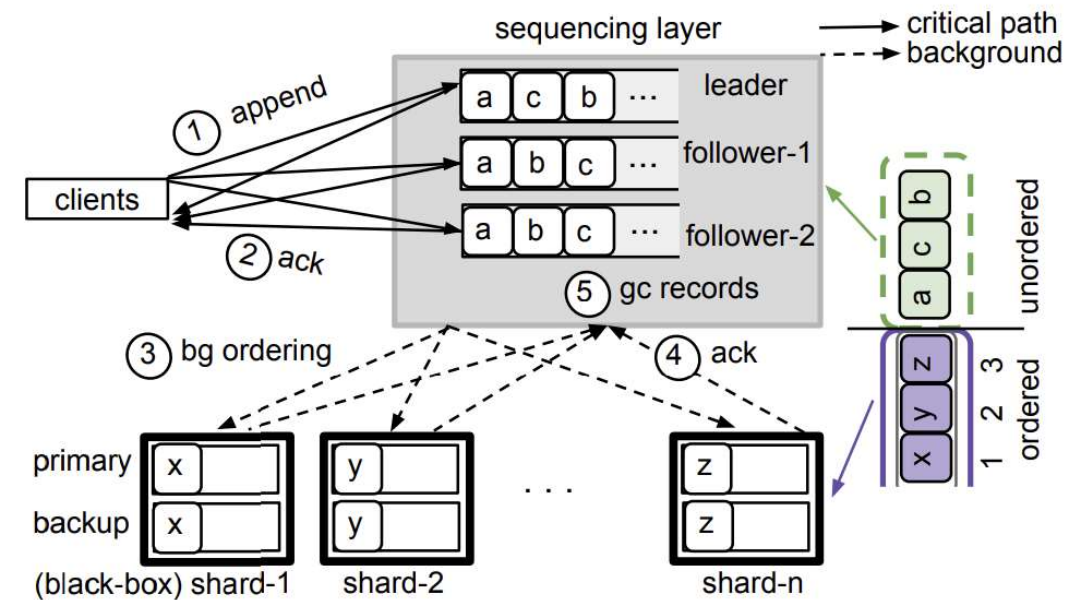 sequencing layer
critical path
background
a c b ... leader
1 append
a b c ... follower-1
clients
a b c ... follower-2
2 ack
5 gc records
3 bg ordering
4 ack
primary x y z
. . .
backup x y z
(black-box) shard-1 shard-2 shard-n
a c b unordered
x y z
1 2 3
ordered